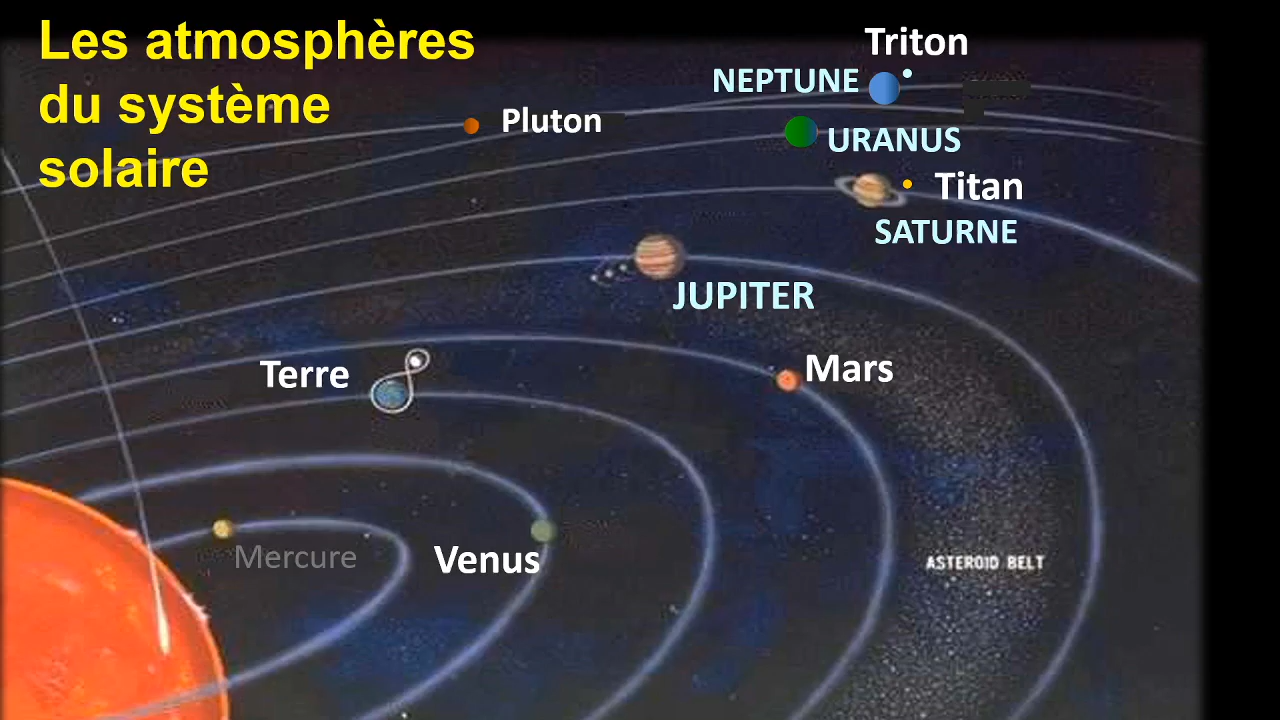 Les atmosphères
du système
solaire
Triton
NEPTUNE
Pluton
URANUS
Titan
SATURNE
JUPITER
Terre
Mars
Mercure
Venus
ASTEROID BELT